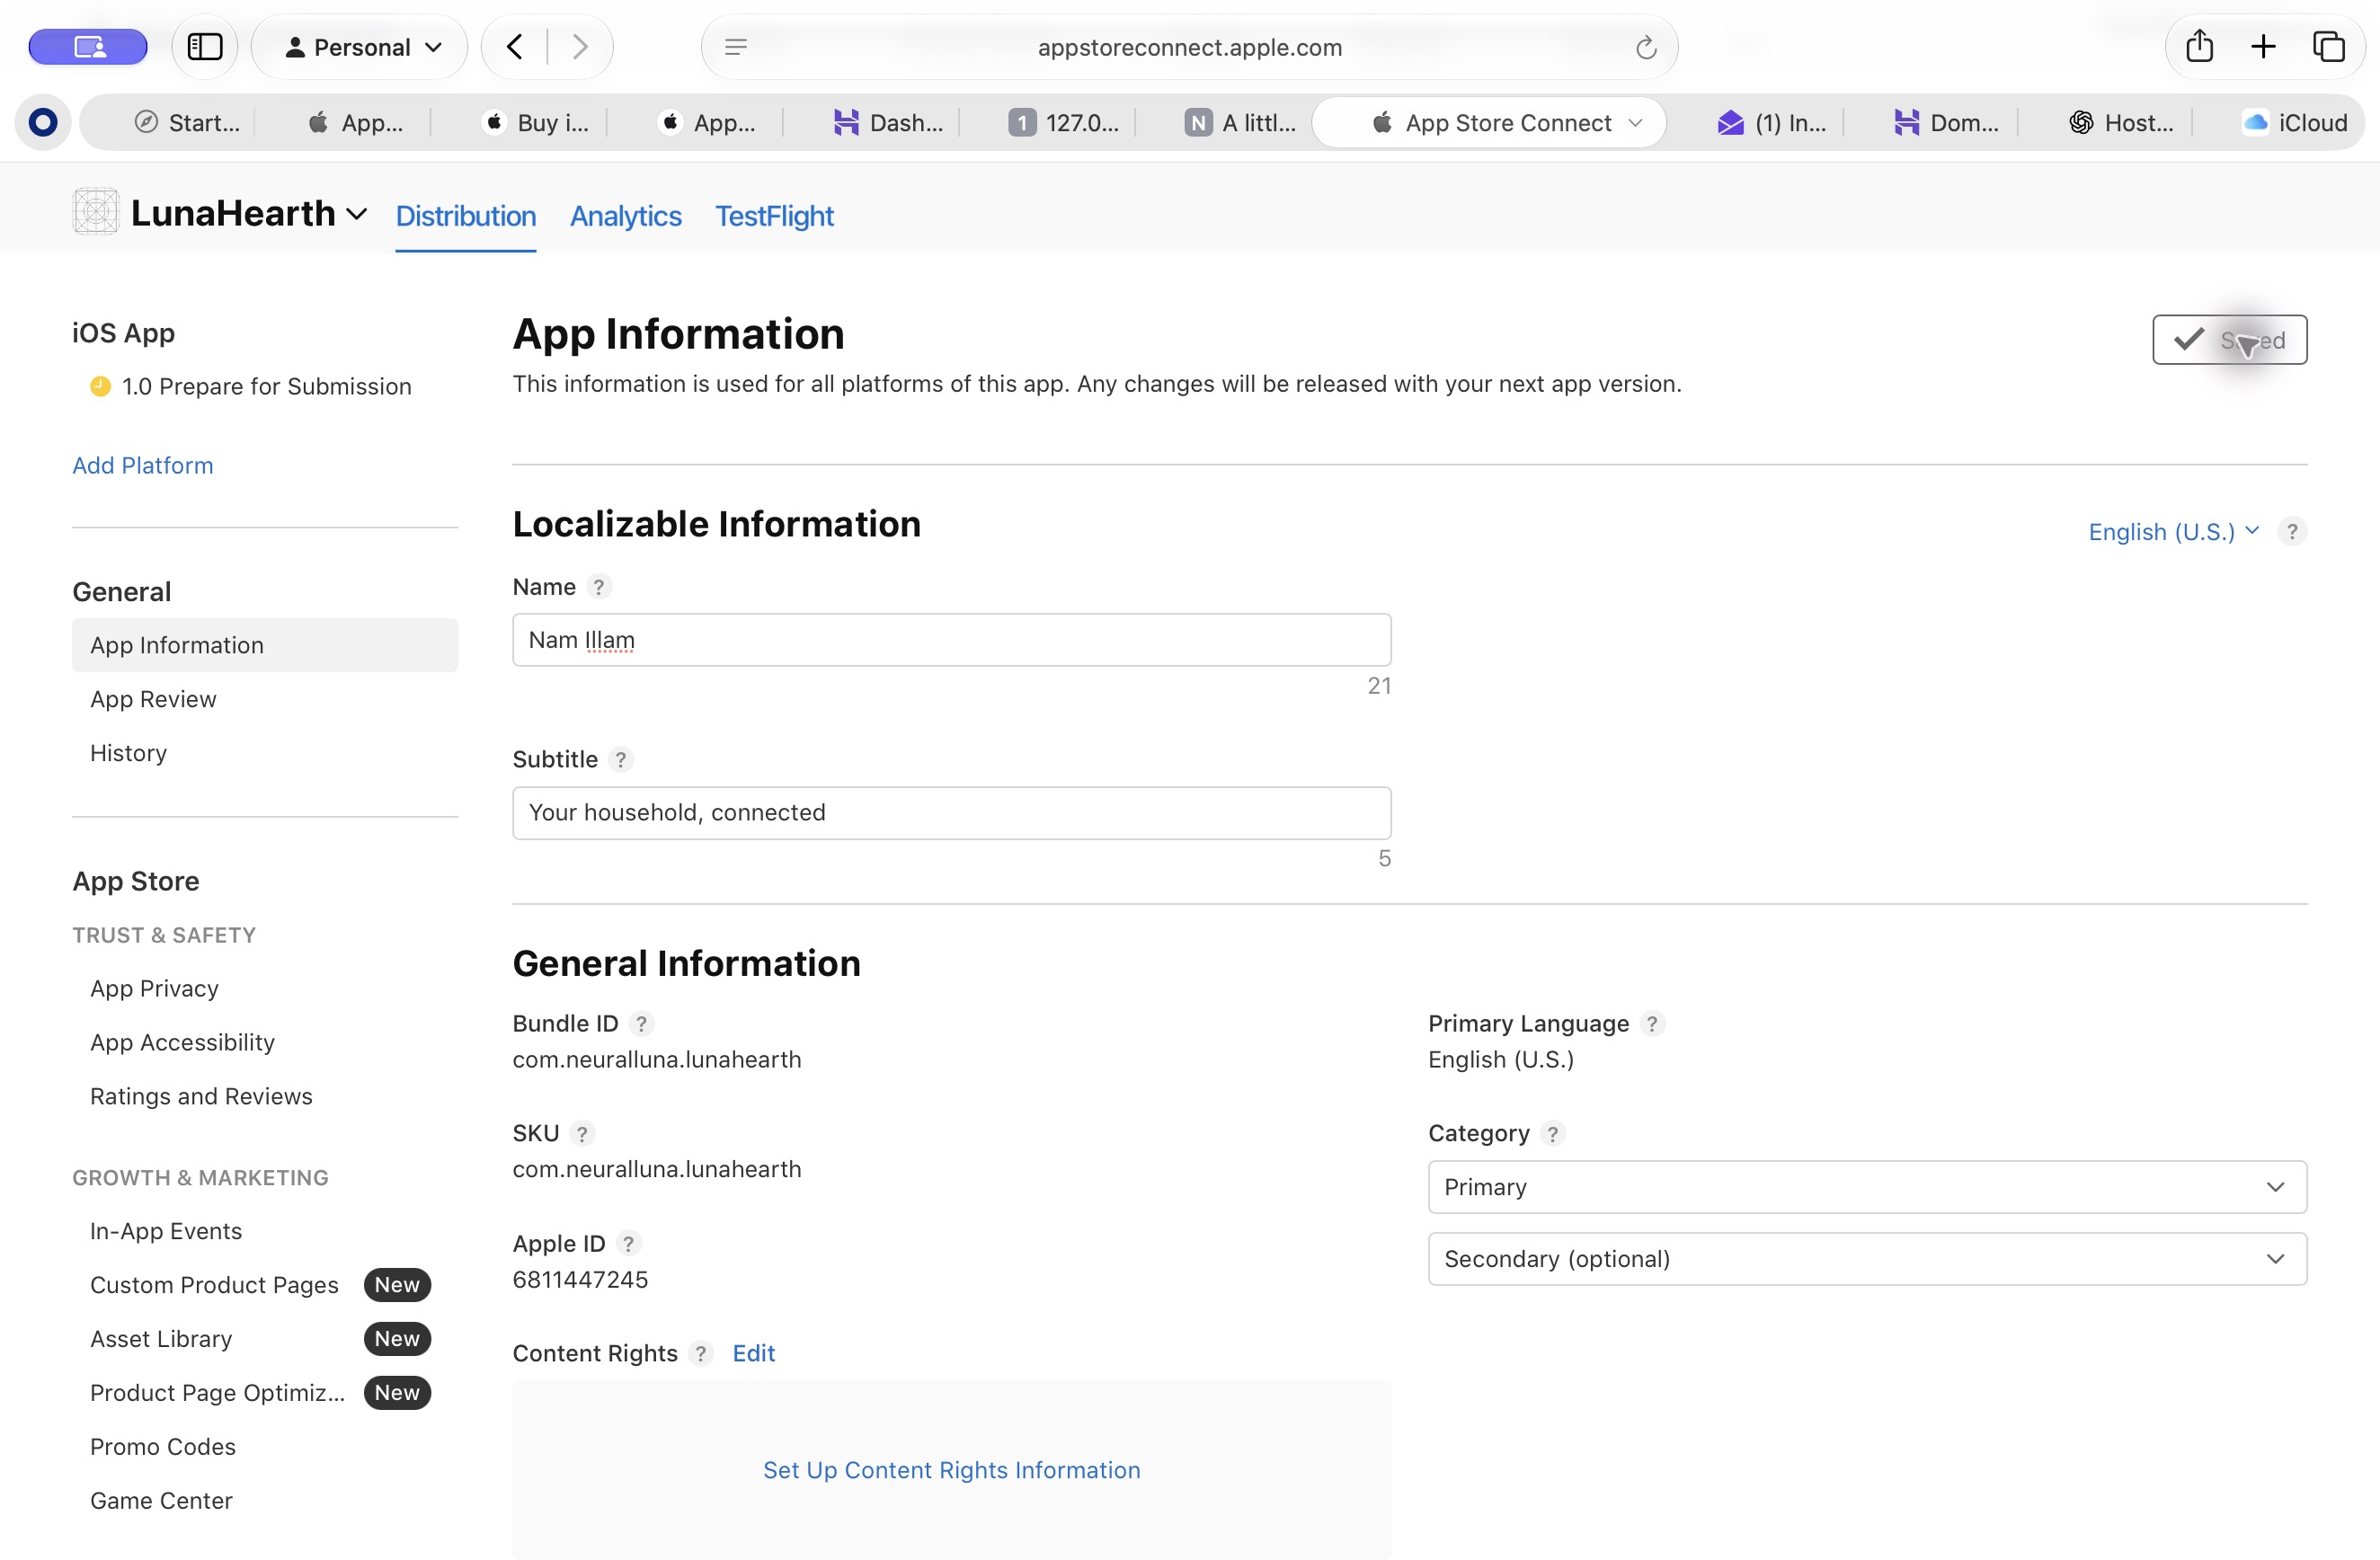 Personal
appstoreconnect.apple.com
Start...
App...
Buy i...
App...
Dash...
1 127.0...
N A littl...
App Store Connect
(1) In...
Dom...
Host...
iCloud
LunaHearth
Distribution
Analytics
TestFlight
iOS App
1.0 Prepare for Submission
Add Platform
General
App Information
App Review
History
App Store
TRUST & SAFETY
App Privacy
App Accessibility
Ratings and Reviews
GROWTH & MARKETING
In-App Events
Custom Product Pages New
Asset Library New
Product Page Optimiz... New
Promo Codes
Game Center
App Information
This information is used for all platforms of this app. Any changes will be released with your next app version.
Localizable Information
English (U.S.) ?
Name ?
Nam Illam
21
Subtitle ?
Your household, connected
5
General Information
Bundle ID ?
com.neuralluna.lunahearth
SKU ?
com.neuralluna.lunahearth
Apple ID ?
6811447245
Content Rights ? Edit
Set Up Content Rights Information
Primary Language ?
English (U.S.)
Category ?
Primary
Secondary (optional)